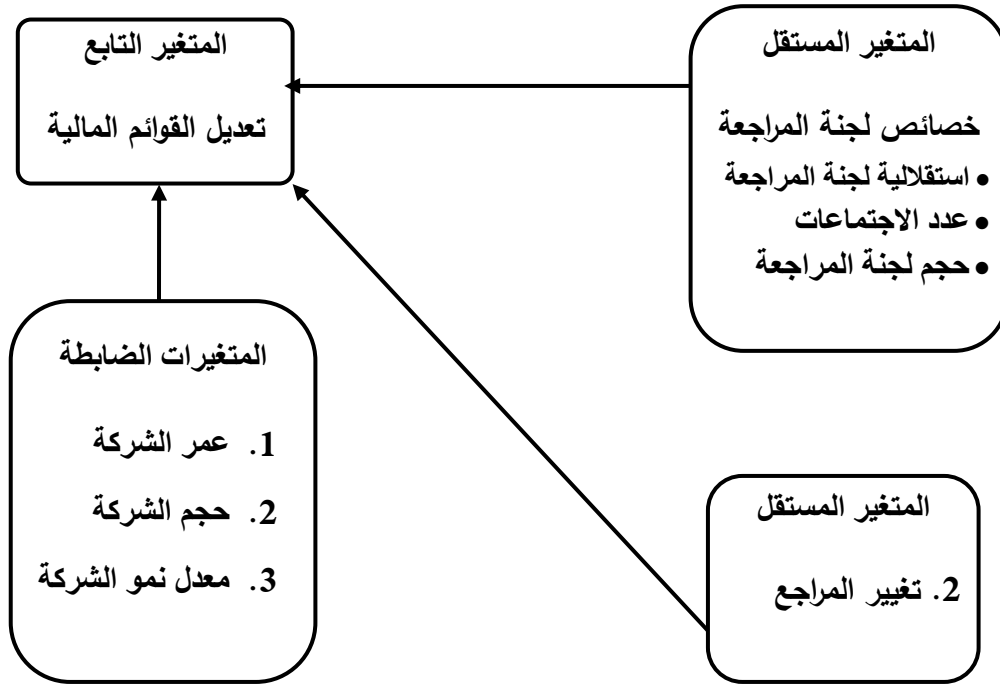 المتغير المستقل
خصائص لجنة المراجعة
• استقلالية لجنة المراجعة
• عدد الاجتماعات
• حجم لجنة المراجعة
المتغير التابع
تعديل القوائم المالية
المتغير المستقل
2. تغيير المراجع
المتغيرات الضابطة
1. عمر الشركة
2. حجم الشركة
3. معدل نمو الشركة